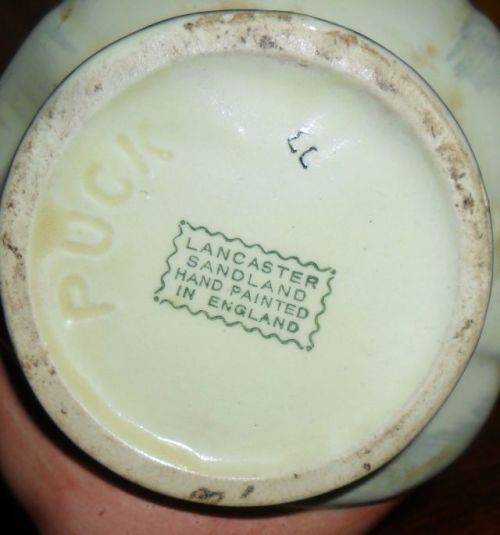 PUCK
LANCASTER
SANDLAND
HAND PAINTED
IN ENGLAND